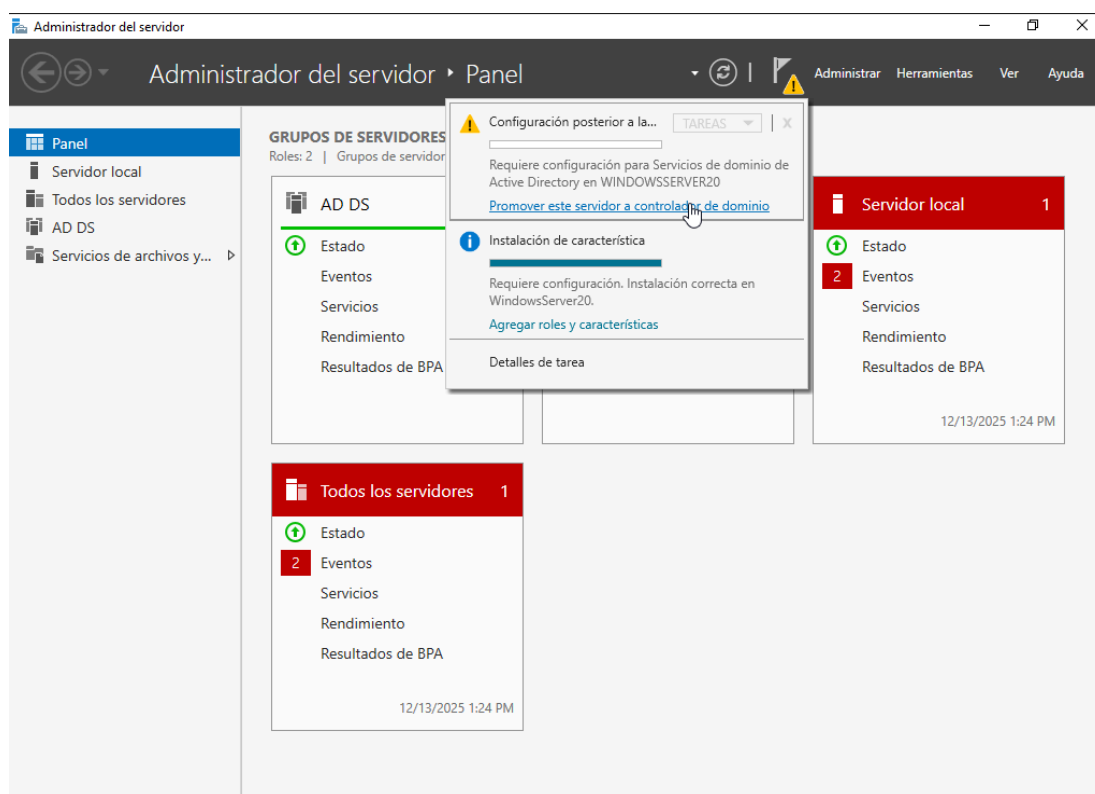 Administrador del servidor
Administrador del servidor • Panel
Administrar Herramientas Ver Ayuda
Panel
Servidor local
Todos los servidores
AD DS
Servicios de archivos y...
GRUPOS DE SERVIDORES
Roles: 2 | Grupos de servidor
Configuración posterior a la... TAREAS X
Requiere configuración para Servicios de dominio de
Active Directory en WINDOWSSERVER20
Promover este servidor a controlador de dominio
Instalación de característica
Requiere configuración. Instalación correcta en
WindowsServer20.
Agregar roles y características
Detalles de tarea
AD DS
Estado
Eventos
Servicios
Rendimiento
Resultados de BPA
Servidor local 1
Estado
2 Eventos
Servicios
Rendimiento
Resultados de BPA
12/13/2025 1:24 PM
Todos los servidores 1
Estado
2 Eventos
Servicios
Rendimiento
Resultados de BPA
12/13/2025 1:24 PM